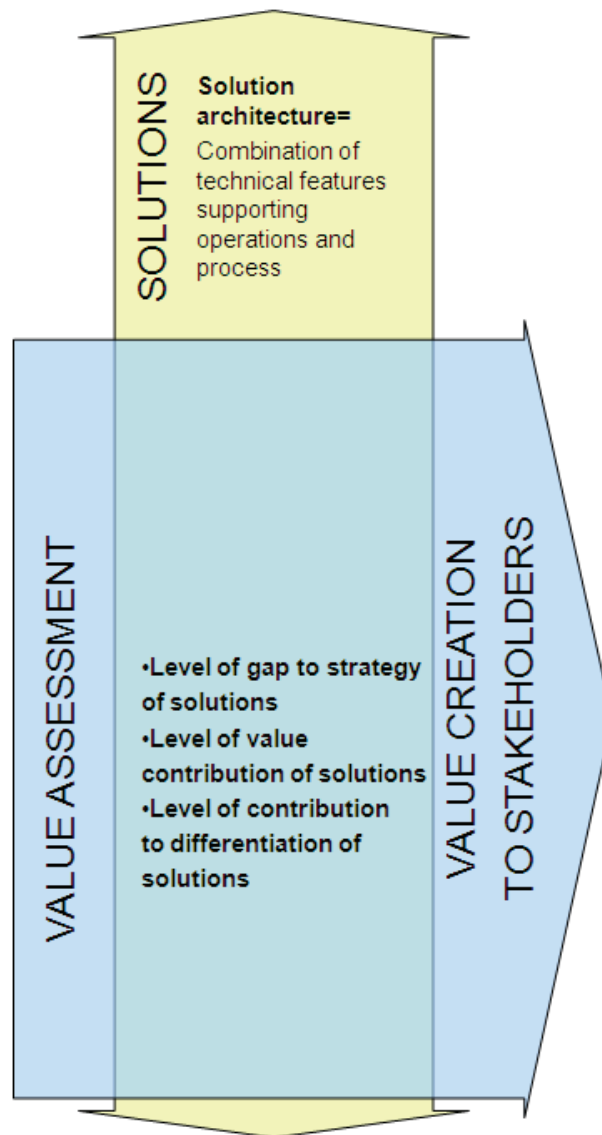 SOLUTIONS
Solution
architecture=
Combination of
technical features
supporting
operations and
process
VALUE ASSESSMENT
•Level of gap to strategy
of solutions
•Level of value
contribution of solutions
•Level of contribution
to differentiation of
solutions
VALUE CREATION
TO STAKEHOLDERS